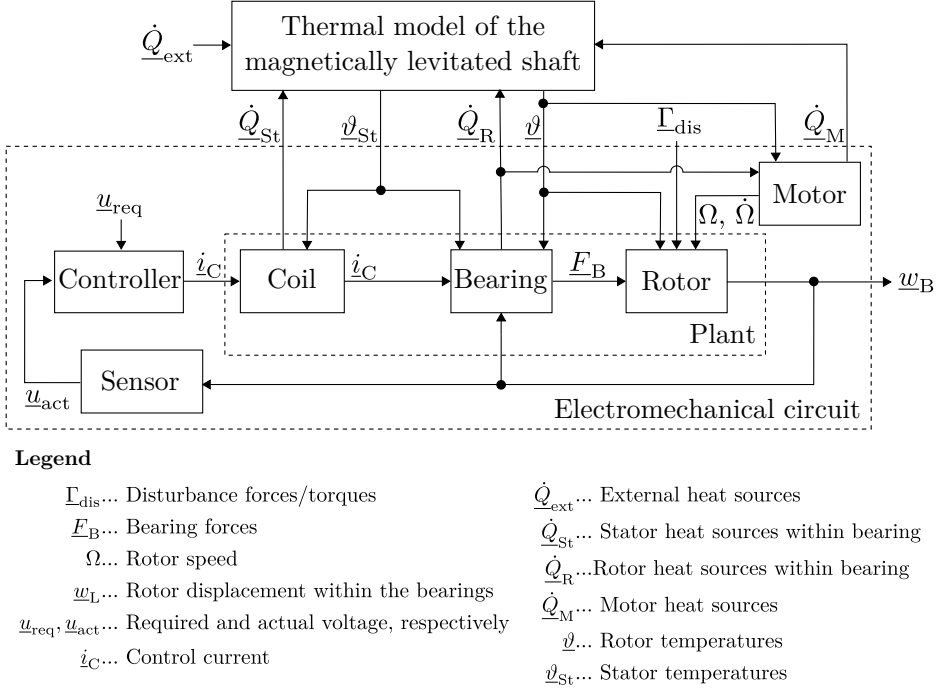 Thermal model of the
magnetically levitated shaft
Q̇ext
Q̇St
ϑSt
Q̇R
ϑ
Γdis
Q̇M
Motor
Ω, Ω̇
ureq
Controller
iC
Coil
iC
Bearing
FB
Rotor
wB
Plant
Sensor
uact
Electromechanical circuit
Legend
Γdis... Disturbance forces/torques
FB... Bearing forces
Ω... Rotor speed
wL... Rotor displacement within the bearings
ureq, uact... Required and actual voltage, respectively
iC... Control current
Q̇ext... External heat sources
Q̇St... Stator heat sources within bearing
Q̇R...Rotor heat sources within bearing
Q̇M... Motor heat sources
ϑ... Rotor temperatures
ϑSt... Stator temperatures